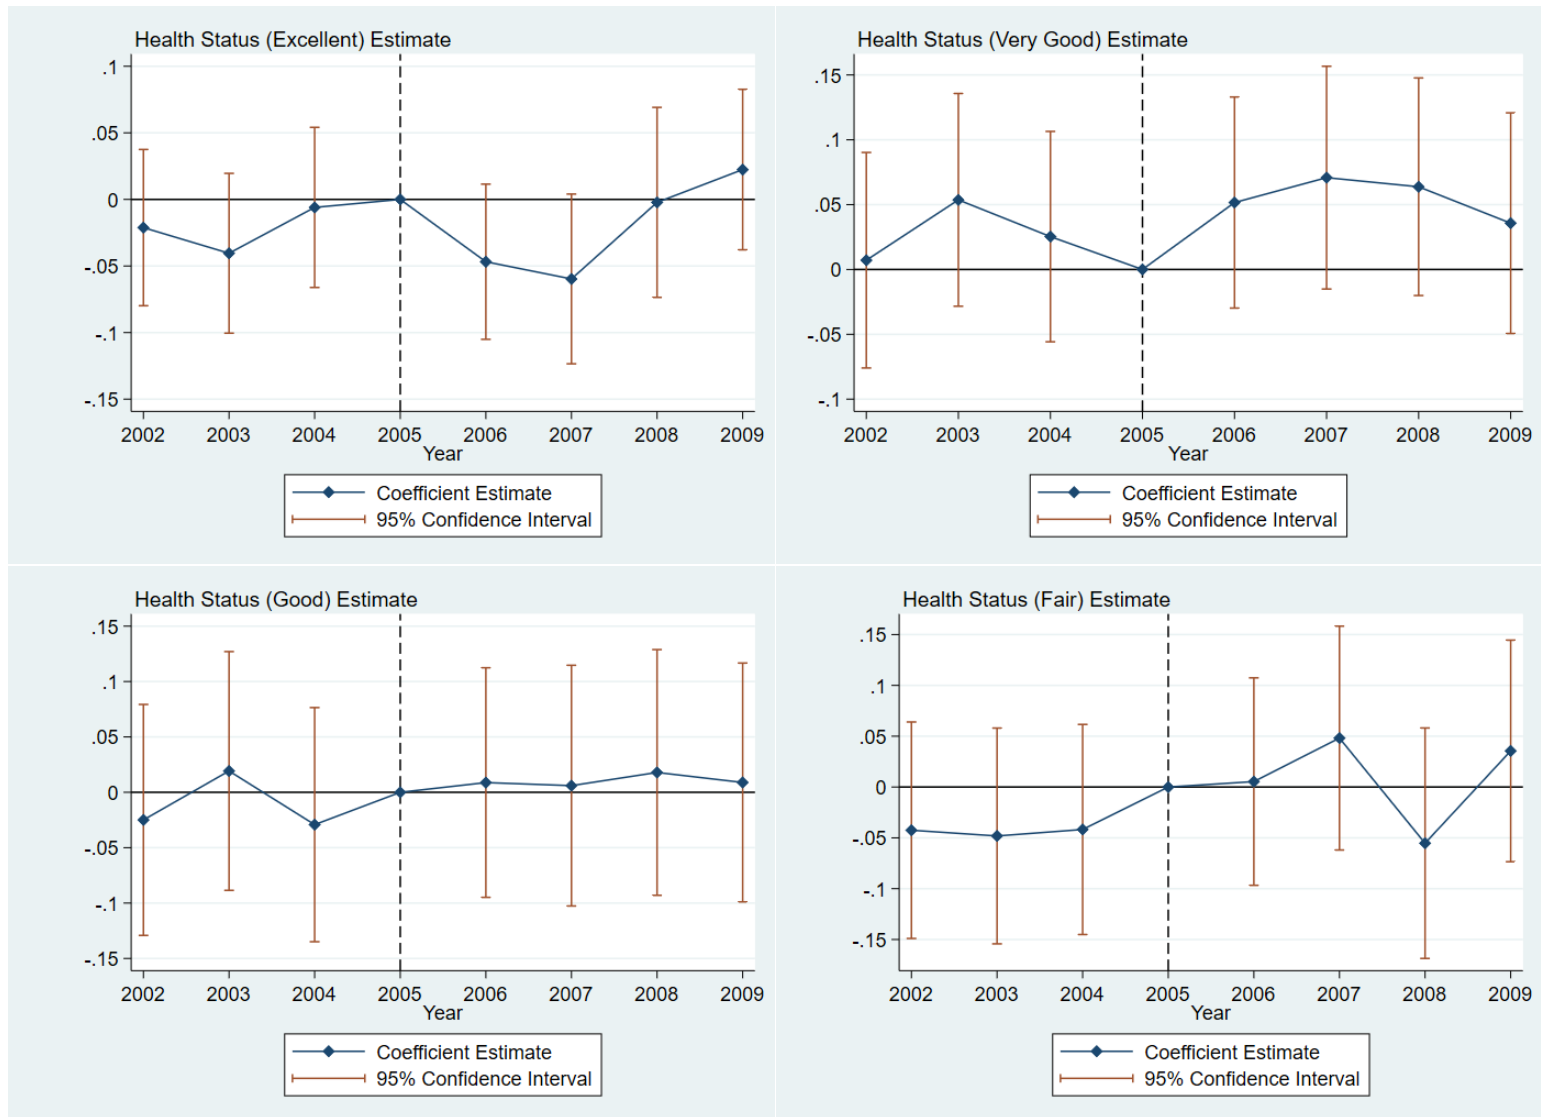 Health Status (Excellent) Estimate
.1
.05
0
-.05
-.1
-.15
2002 2003 2004 2005 2006 2007 2008 2009
Year
Coefficient Estimate
95% Confidence Interval
Health Status (Very Good) Estimate
.15
.1
.05
0
-.05
-.1
2002 2003 2004 2005 2006 2007 2008 2009
Year
Coefficient Estimate
95% Confidence Interval
Health Status (Good) Estimate
.15
.1
.05
0
-.05
-.1
-.15
2002 2003 2004 2005 2006 2007 2008 2009
Year
Coefficient Estimate
95% Confidence Interval
Health Status (Fair) Estimate
.15
.1
.05
0
-.05
-.1
-.15
2002 2003 2004 2005 2006 2007 2008 2009
Year
Coefficient Estimate
95% Confidence Interval